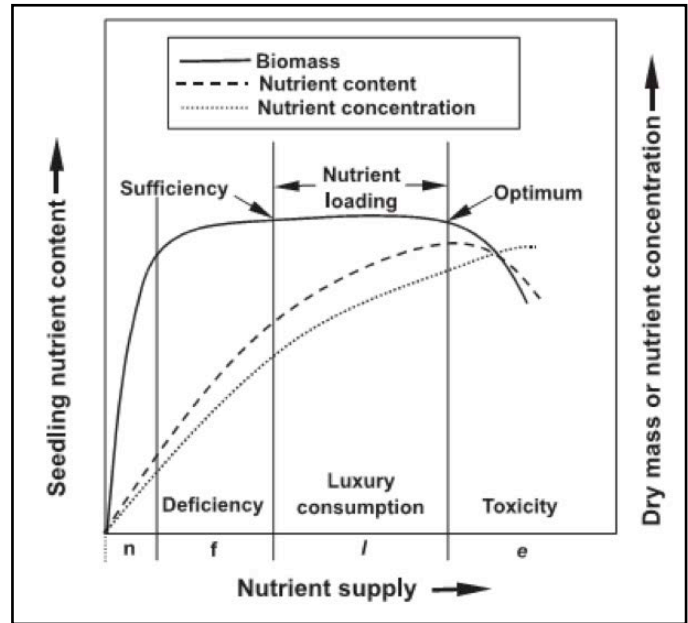 Biomass
Nutrient content
Nutrient concentration
Sufficiency
Nutrient
loading
Optimum
Seedling nutrient content
Dry mass or nutrient concentration
Deficiency
Luxury
consumption
Toxicity
n
f
l
e
Nutrient supply